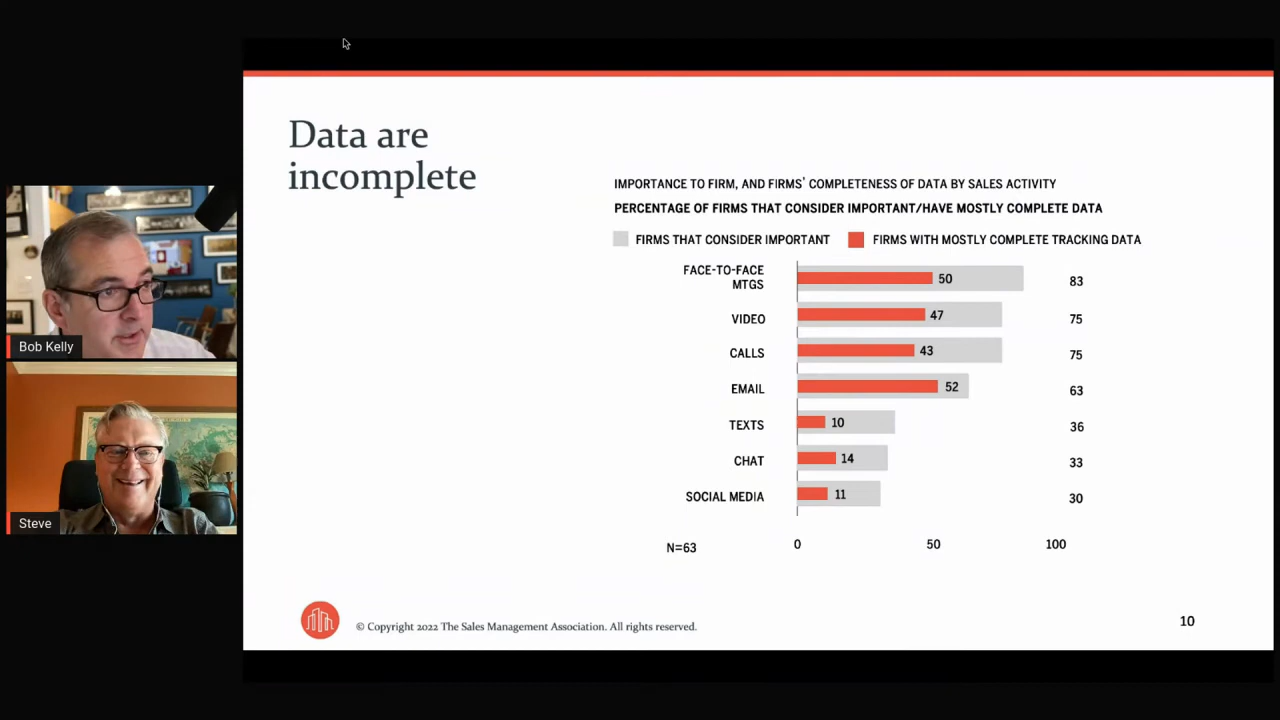 Data are
incomplete
IMPORTANCE TO FIRM, AND FIRMS' COMPLETENESS OF DATA BY SALES ACTIVITY
PERCENTAGE OF FIRMS THAT CONSIDER IMPORTANT/HAVE MOSTLY COMPLETE DATA
FIRMS THAT CONSIDER IMPORTANT FIRMS WITH MOSTLY COMPLETE TRACKING DATA
FACE-TO-FACE
MTGS 50 83
VIDEO 47 75
CALLS 43 75
EMAIL 52 63
TEXTS 10 36
CHAT 14 33
SOCIAL MEDIA 11 30
N=63 0 50 100
© Copyright 2022 The Sales Management Association. All rights reserved.
10
Bob Kelly
Steve